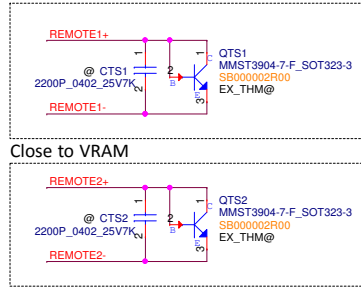 REMOTE1+
1
1
C
QTS1
MMST3904-7-F_SOT323-3
SB000002R00
EX_THM@
@ CTS1
2200P_0402_25V7K
2
2
B
E
3
REMOTE1-
Close to VRAM
REMOTE2+
1
1
C
QTS2
MMST3904-7-F_SOT323-3
SB000002R00
EX_THM@
@ CTS2
2200P_0402_25V7K
2
2
B
E
3
REMOTE2-